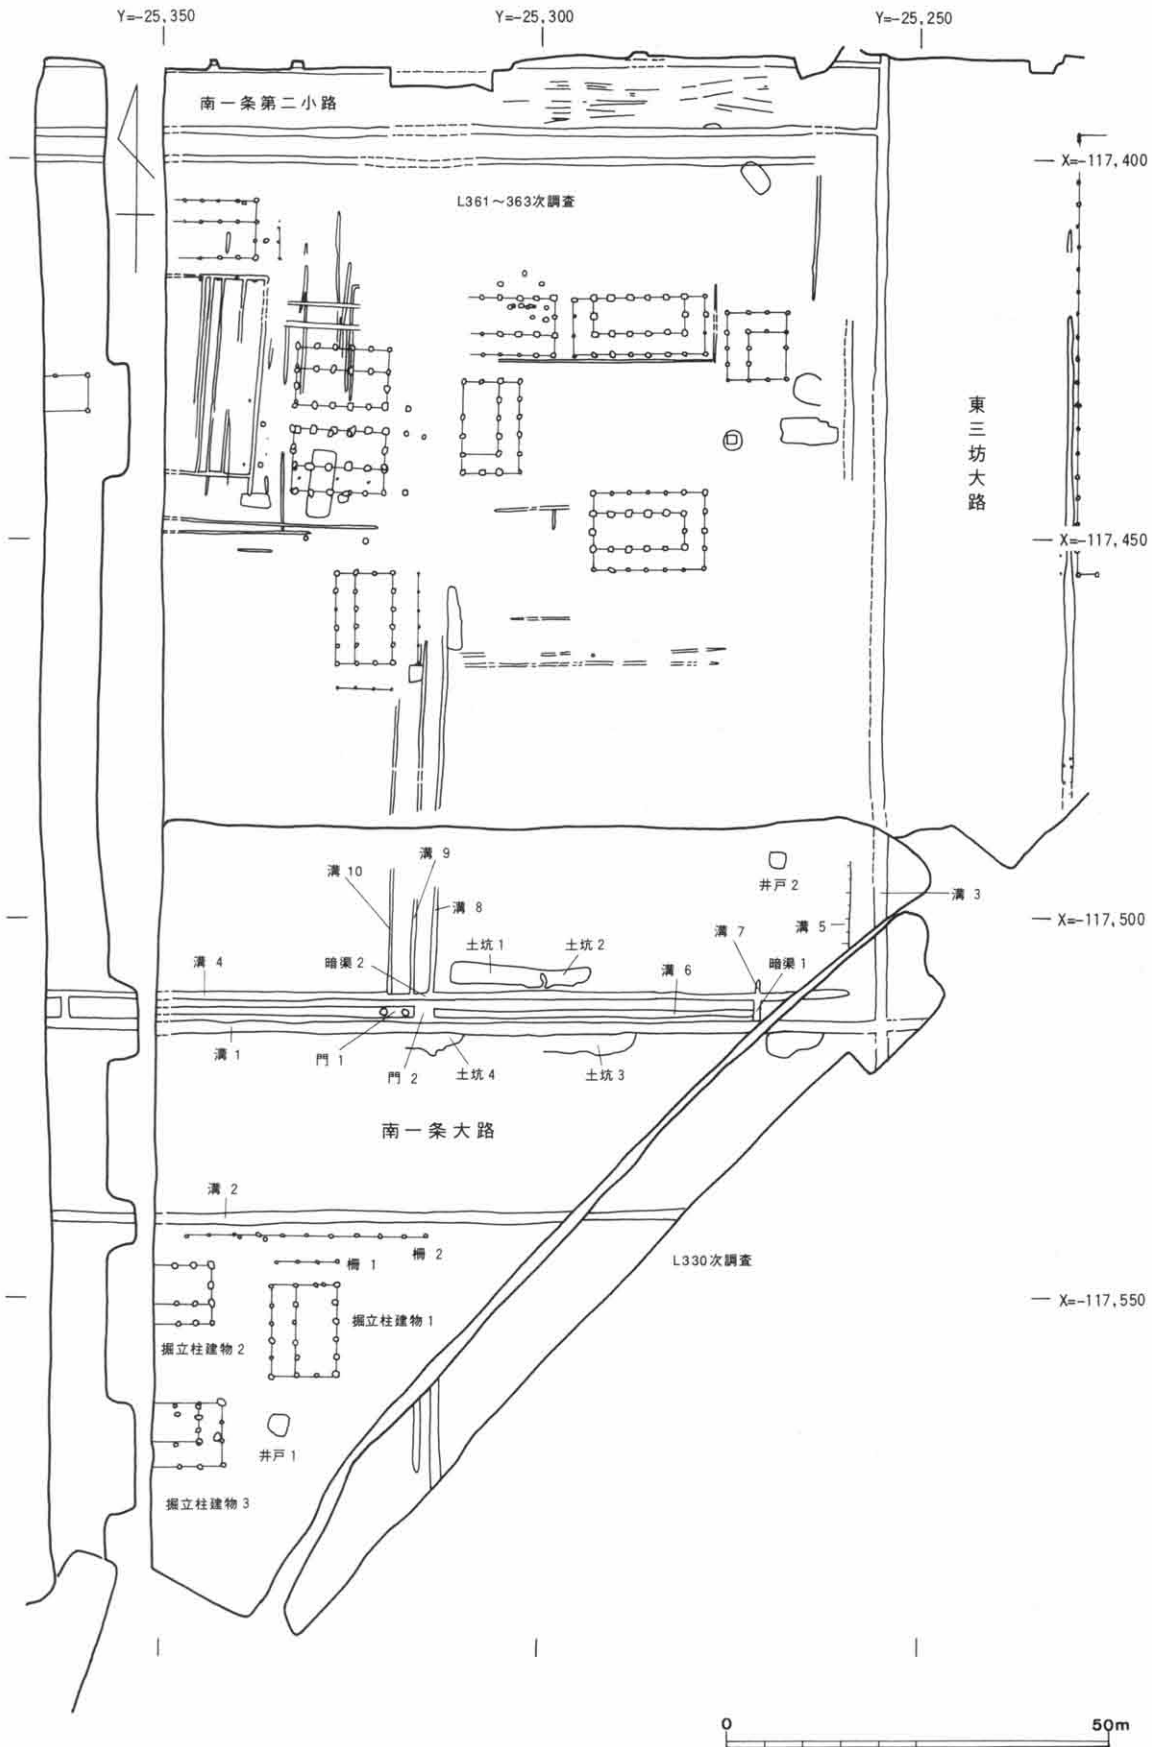 Y=-25,350
Y=-25,300
Y=-25,250
南一条第二小路
X=-117,400
L361～363次調査
東三坊大路
X=-117,450
溝 9
溝 10
井戸 2
溝 3
溝 8
X=-117,500
溝 5
土坑 1
土坑 2
溝 7
溝 4
暗渠 2
溝 6
暗渠 1
溝 1
門 1
門 2
土坑 4
土坑 3
南一条大路
溝 2
柵 2
柵 1
L330次調査
X=-117,550
掘立柱建物 1
掘立柱建物 2
井戸 1
掘立柱建物 3
0
50m